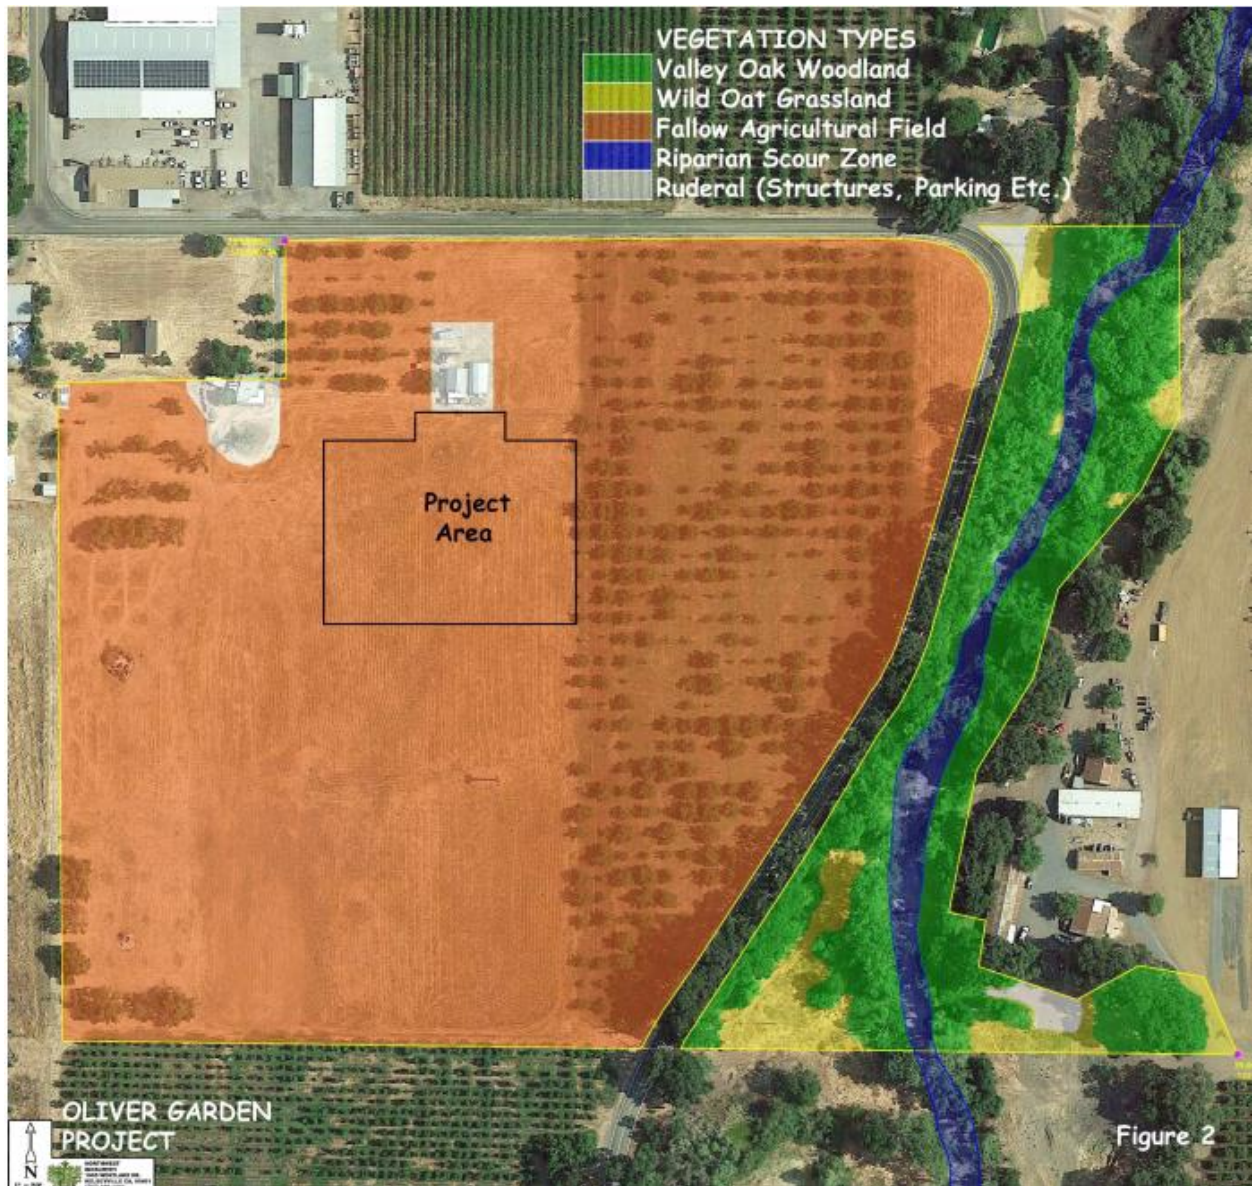 VEGETATION TYPES
Valley Oak Woodland
Wild Oat Grassland
Fallow Agricultural Field
Riparian Scour Zone
Ruderal (Structures, Parking Etc.)
Project
Area
OLIVER GARDEN
PROJECT
Figure 2
N
NORTHWEST